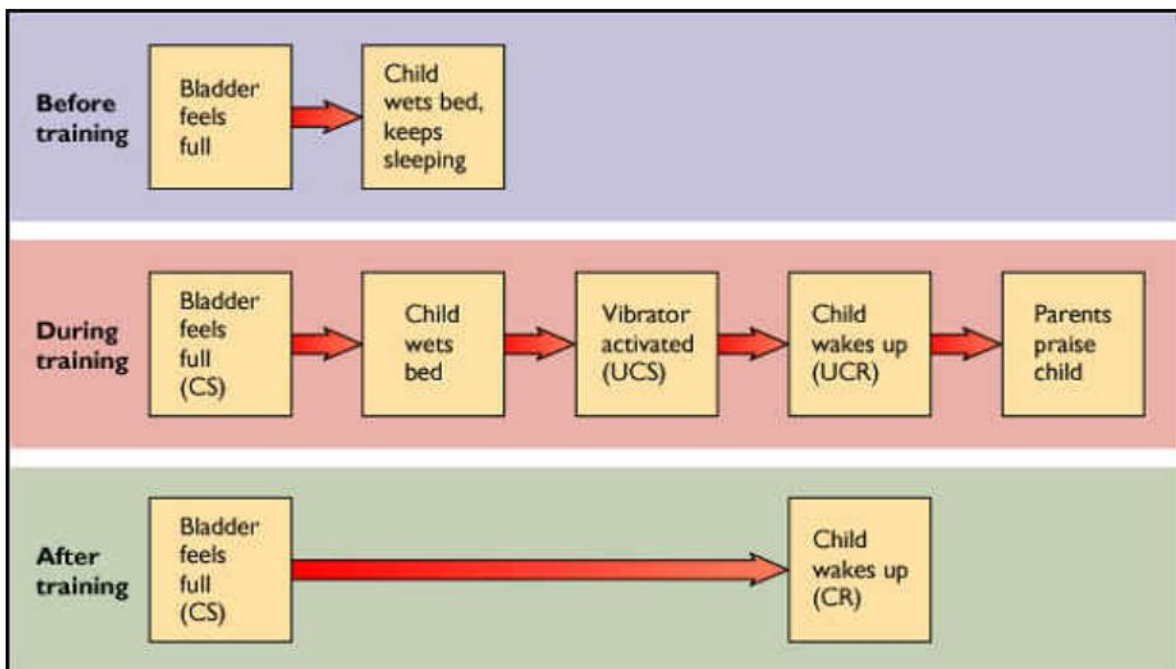 Before
training
Bladder
feels
full
Child
wets bed,
keeps
sleeping
During
training
Bladder
feels
full
(CS)
Child
wets
bed
Vibrator
activated
(UCS)
Child
wakes up
(UCR)
Parents
praise
child
After
training
Bladder
feels
full
(CS)
Child
wakes up
(CR)